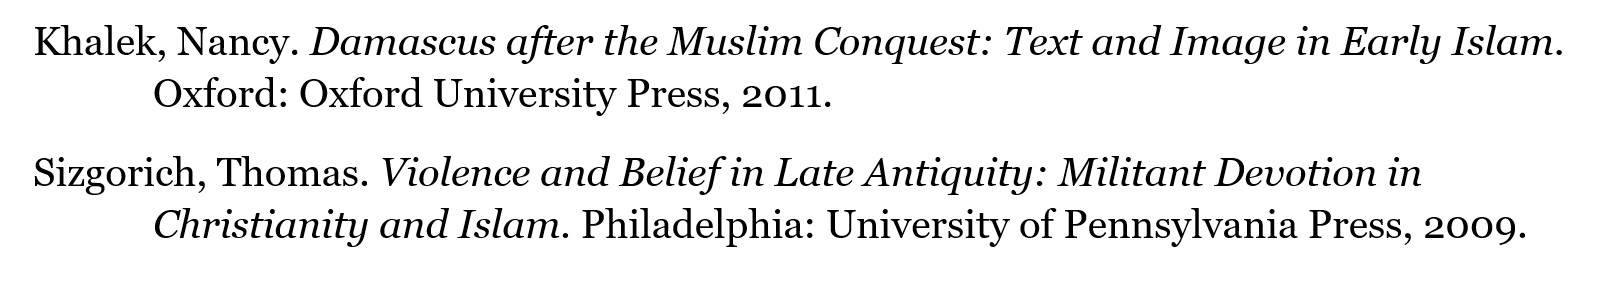 Khalek, Nancy. Damascus after the Muslim Conquest: Text and Image in Early Islam.
Oxford: Oxford University Press, 2011.
Sizgorich, Thomas. Violence and Belief in Late Antiquity: Militant Devotion in
Christianity and Islam. Philadelphia: University of Pennsylvania Press, 2009.